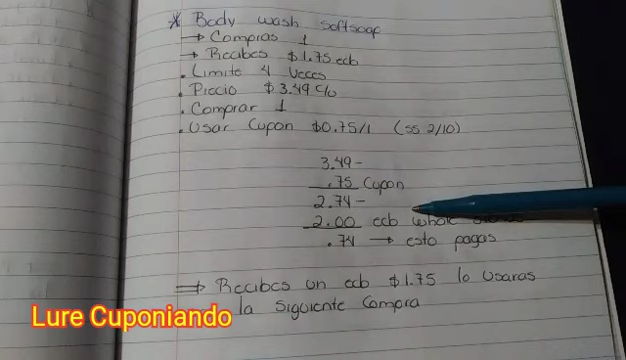 * Body wash softsoap
→ Compras 1
→ Recibes $1.75 ecb
. Limite 4 Veces
. Precio $3.49 c/u
. Comprar 1
. Usar Cupon $0.75/1 (SS 2/10)
3.49 -
.75 Cupon
2.74 -
2.00 ecb
.74 → esto pagas
⇒ Recibes un ecb $1.75 lo Usaras
la siguiente Compra
Lure Cuponiando